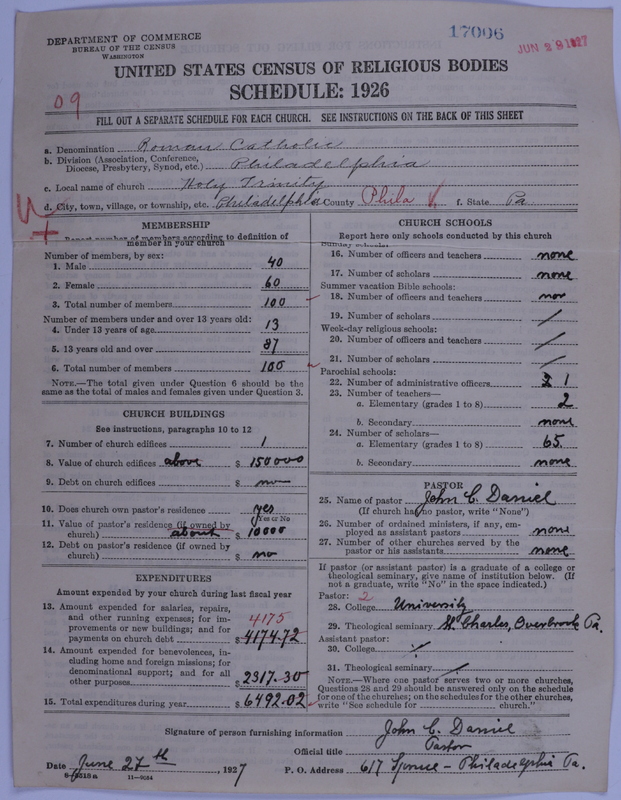 DEPARTMENT OF COMMERCE
BUREAU OF THE CENSUS
WASHINGTON
17006
JUN 29 1927
UNITED STATES CENSUS OF RELIGIOUS BODIES
SCHEDULE: 1926
09
FILL OUT A SEPARATE SCHEDULE FOR EACH CHURCH. SEE INSTRUCTIONS ON THE BACK OF THIS SHEET
a. Denomination Roman Catholic
b. Division (Association, Conference, Diocese, Presbytery, Synod, etc.) Philadelphia
c. Local name of church Holy Trinity
d. City, town, village, or township, etc. Philadelphia County Phila f. State Pa
MEMBERSHIP
Report number of members according to definition of
member in your church
Number of members, by sex:
1. Male 40
2. Female 60
3. Total number of members 100
Number of members under and over 13 years old:
4. Under 13 years of age 13
5. 13 years old and over 87
6. Total number of members 100
NOTE.—The total given under Question 6 should be
same as the total of males and females given under Question 3.
CHURCH BUILDINGS
See instructions, paragraphs 10 to 12
7. Number of church edifices 1
8. Value of church edifices above $ 150000
9. Debt on church edifices $ no
10. Does church own pastor's residence yes
Yes or No
11. Value of pastor's residence (if owned by
church) about $ 10000
12. Debt on pastor's residence (if owned by
church) $ no
EXPENDITURES
Amount expended by your church during last fiscal year
13. Amount expended for salaries, repairs,
and other running expenses; for im-
provements or new buildings; and for
payments on church debt $ 4174.72
4175
14. Amount expended for benevolences, in-
cluding home and foreign missions; for
denominational support; and for all
other purposes $ 2317.30
15. Total expenditures during year $ 6492.02
CHURCH SCHOOLS
Report here only schools conducted by this church
Sunday schools:
16. Number of officers and teachers none
17. Number of scholars none
Summer vacation Bible schools:
18. Number of officers and teachers
19. Number of scholars /
Week-day religious schools:
20. Number of officers and teachers /
21. Number of scholars /
Parochial schools:
22. Number of administrative officers 1
23. Number of teachers—
a. Elementary (grades 1 to 8) 2
b. Secondary none
24. Number of scholars—
a. Elementary (grades 1 to 8) 65
b. Secondary none
PASTOR
25. Name of pastor John C. Daniel
(If church has no pastor, write "None")
26. Number of ordained ministers, if any, em-
ployed as assistant pastors none
27. Number of other churches served by the
pastor or his assistants none
If pastor (or assistant pastor) is a graduate of a college or
theological seminary, give name of institution below. (If
not a graduate, write "No" in the space indicated.)
Pastor: 2
28. College University
29. Theological seminary St. Charles, Overbrook Pa.
Assistant pastor:
30. College /
31. Theological seminary /
NOTE.—Where one pastor serves two or more churches,
Questions 28 and 29 should be answered only on the schedule
for one of the churches; on the schedules for the other churches,
write "See schedule for church."
Signature of person furnishing information John C. Daniel
Official title Pastor
Date June 27th, 1927 P. O. Address 617 Spruce - Philadelphia Pa.
11-9054